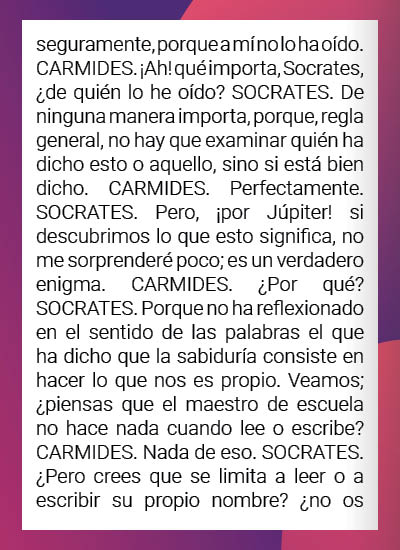 seguramente, porque a mí no lo ha oído.
CARMIDES. ¡Ah! qué importa, Socrates,
¿de quién lo he oído? SOCRATES. De
ninguna manera importa, porque, regla
general, no hay que examinar quién ha
dicho esto o aquello, sino si está bien
dicho. CARMIDES. Perfectamente.
SOCRATES. Pero, ¡por Júpiter! si
descubrimos lo que esto significa, no
me sorprenderé poco; es un verdadero
enigma. CARMIDES. ¿Por qué?
SOCRATES. Porque no ha reflexionado
en el sentido de las palabras el que
ha dicho que la sabiduría consiste en
hacer lo que nos es propio. Veamos;
¿piensas que el maestro de escuela
no hace nada cuando lee o escribe?
CARMIDES. Nada de eso. SOCRATES.
¿Pero crees que se limita a leer o a
escribir su propio nombre? ¿no os